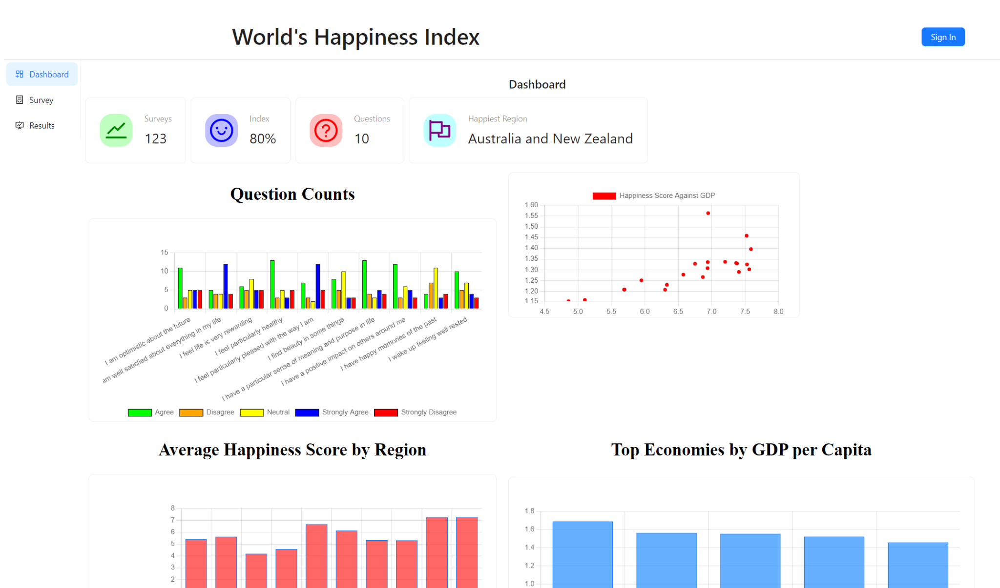 World's Happiness Index
Sign In
Dashboard
Survey
Results
Dashboard
Surveys
123
Index
80%
Questions
10
Happiest Region
Australia and New Zealand
Question Counts
15
10
5
0
I am optimistic about the future
am well satisfied about everything in my life
I feel life is very rewarding
I feel particularly healthy
I feel particularly pleased with the way I am
I find beauty in some things
I have a particular sense of meaning and purpose in life
I have a positive impact on others around me
I have happy memories of the past
I wake up feeling well rested
Agree Disagree Neutral Strongly Agree Strongly Disagree
Happiness Score Against GDP
1.60
1.55
1.50
1.45
1.40
1.35
1.30
1.25
1.20
1.15
4.5 5.0 5.5 6.0 6.5 7.0 7.5 8.0
Average Happiness Score by Region
8
7
6
5
4
3
2
Top Economies by GDP per Capita
1.8
1.6
1.4
1.2
1.0